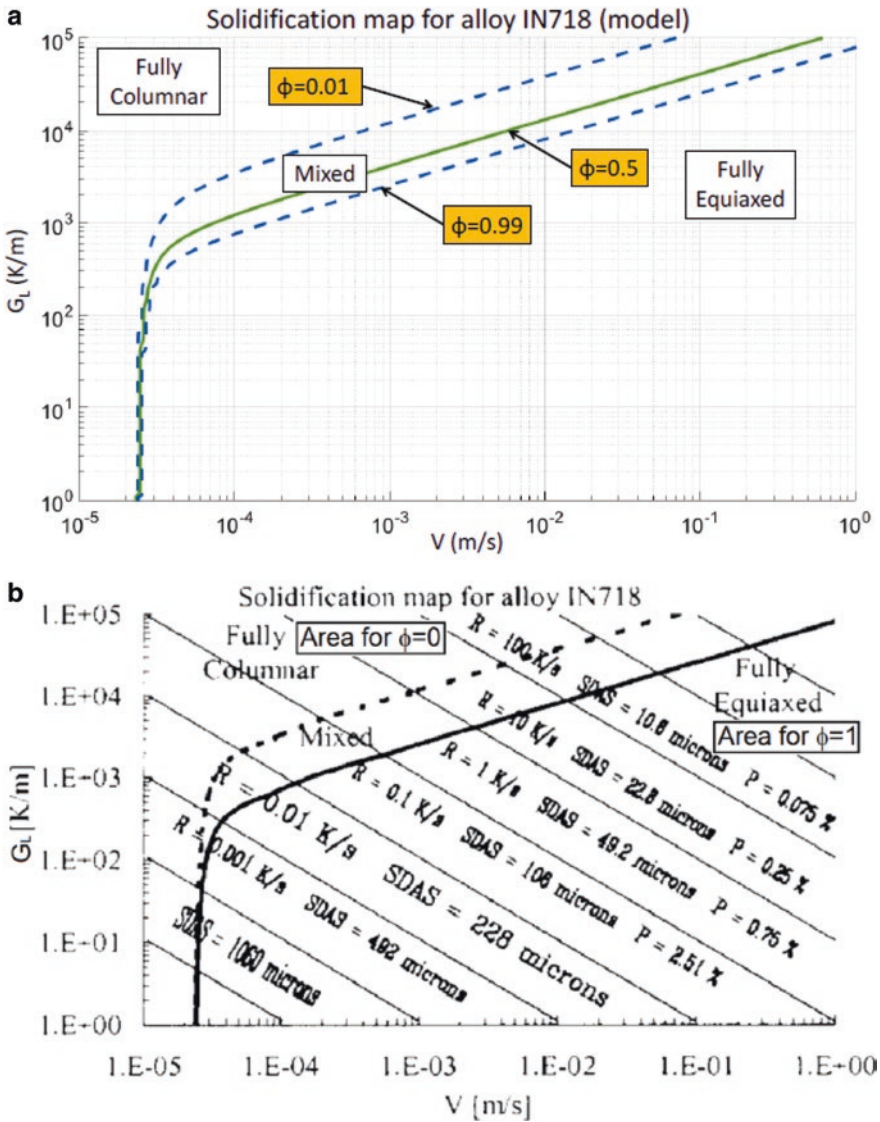 a
Solidification map for alloy IN718 (model)
10^5
10^4
10^3
10^2
10^1
10^0
G_L (K/m)
Fully
Columnar
ϕ=0.01
Mixed
ϕ=0.5
Fully
Equiaxed
ϕ=0.99
10^-5
10^-4
10^-3
10^-2
10^-1
10^0
V (m/s)
b
Solidification map for alloy IN718
1.E+05
1.E+04
1.E+03
1.E+02
1.E+01
1.E+00
G_L [K/m]
Fully
Columnar
Area for ϕ=0
Mixed
Fully
Equiaxed
Area for ϕ=1
R = 100 K/s SDAS = 10.6 microns P = 0.075 %
R = 10 K/s SDAS = 22.8 microns P = 0.25 %
R = 1 K/s SDAS = 49.2 microns P = 0.75 %
R = 0.1 K/s SDAS = 106 microns P = 2.51 %
R = 0.01 K/s SDAS = 228 microns
R = 0.001 K/s SDAS = 492 microns
SDAS = 1060 microns
1.E-05
1.E-04
1.E-03
1.E-02
1.E-01
1.E+00
V [m/s]